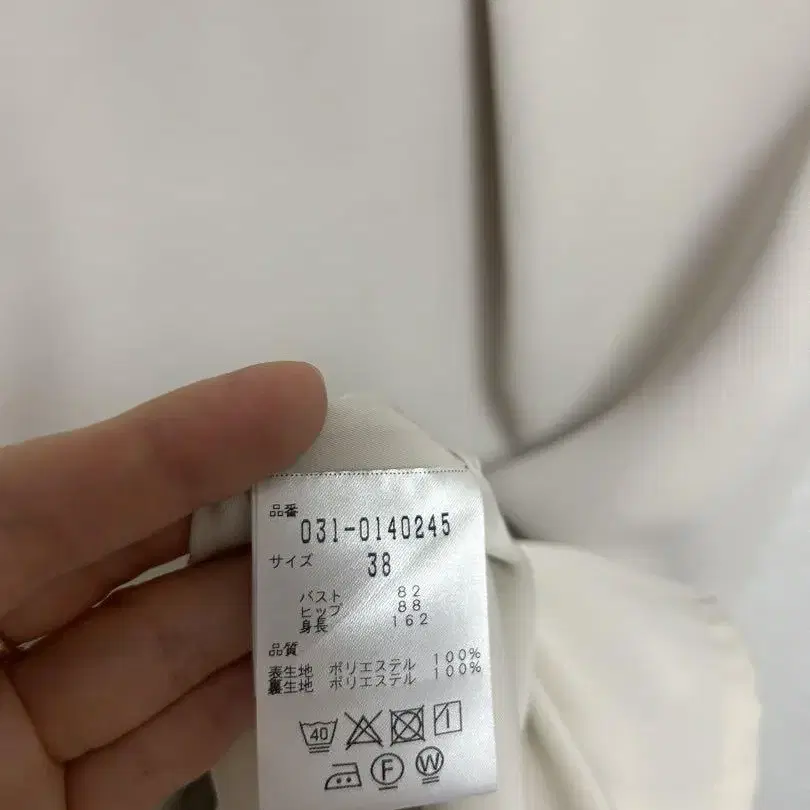 品番
031-0140245
サイズ 38
バスト 82
ヒップ 88
身長 162
品質
表生地 ポリエステル 100%
裏生地 ポリエステル 100%
40
F W